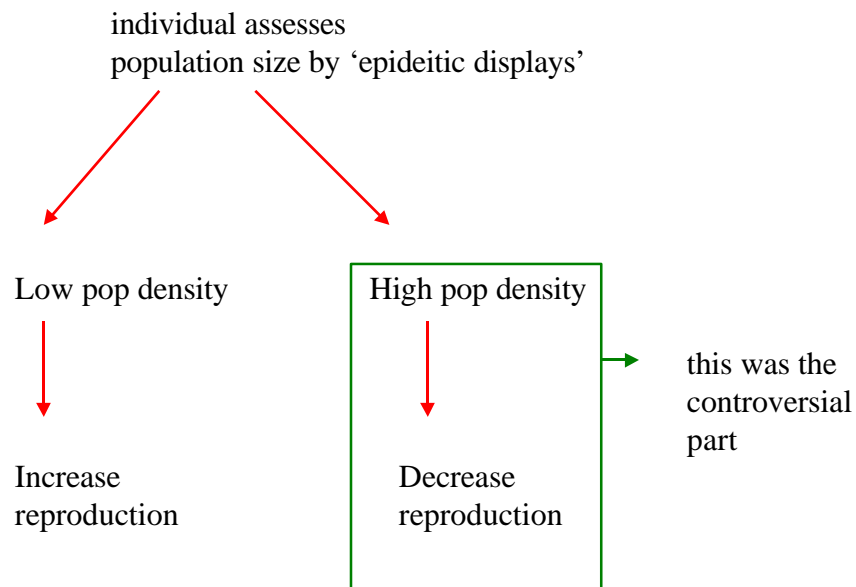 individual assesses
population size by ‘epideitic displays’
Low pop density
High pop density
this was the
controversial
part
Increase
reproduction
Decrease
reproduction